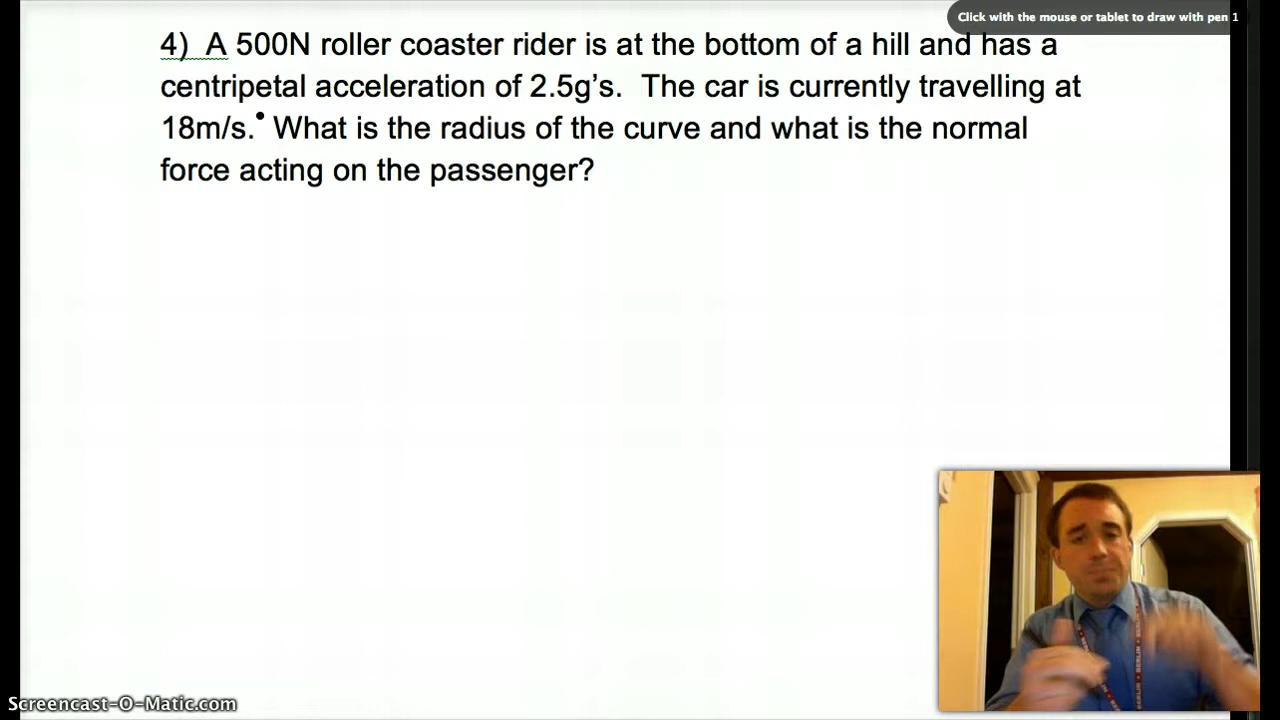 Click with the mouse or tablet to draw with pen 1
4) A 500N roller coaster rider is at the bottom of a hill and has a
centripetal acceleration of 2.5g’s. The car is currently travelling at
18m/s. What is the radius of the curve and what is the normal
force acting on the passenger?
BERLIN
BERLIN
Screencast-O-Matic.com